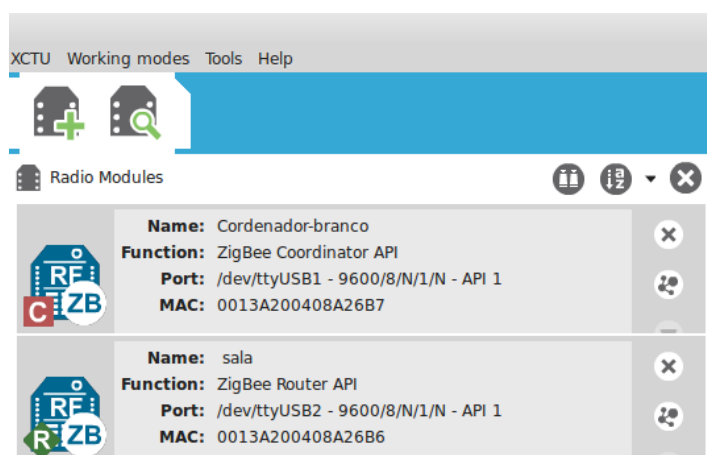 XCTU Working modes Tools Help
Radio Modules
Name: Cordenador-branco
Function: ZigBee Coordinator API
Port: /dev/ttyUSB1 - 9600/8/N/1/N - API 1
MAC: 0013A200408A26B7
RF
C ZB
Name: sala
Function: ZigBee Router API
Port: /dev/ttyUSB2 - 9600/8/N/1/N - API 1
MAC: 0013A200408A26B6
RF
R ZB